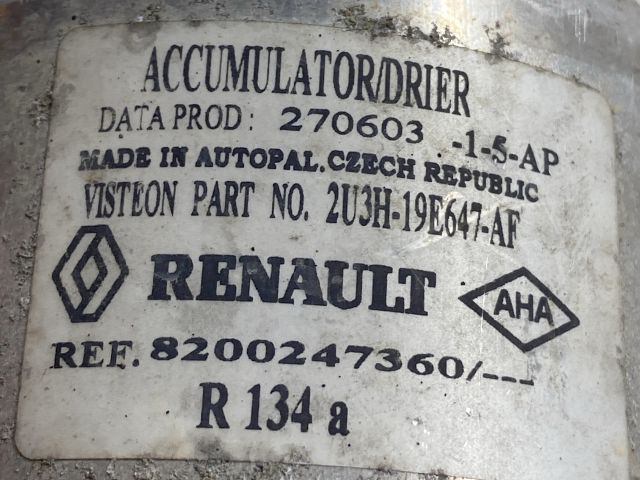 ACCUMULATOR/DRIER
DATA PROD: 270603 -1-5-AP
MADE IN AUTOPAL.CZECH REPUBLIC
VISTEON PART NO. 2U3H-19E647-AF
RENAULT AHA
REF. 8200247360/---
R 134 a